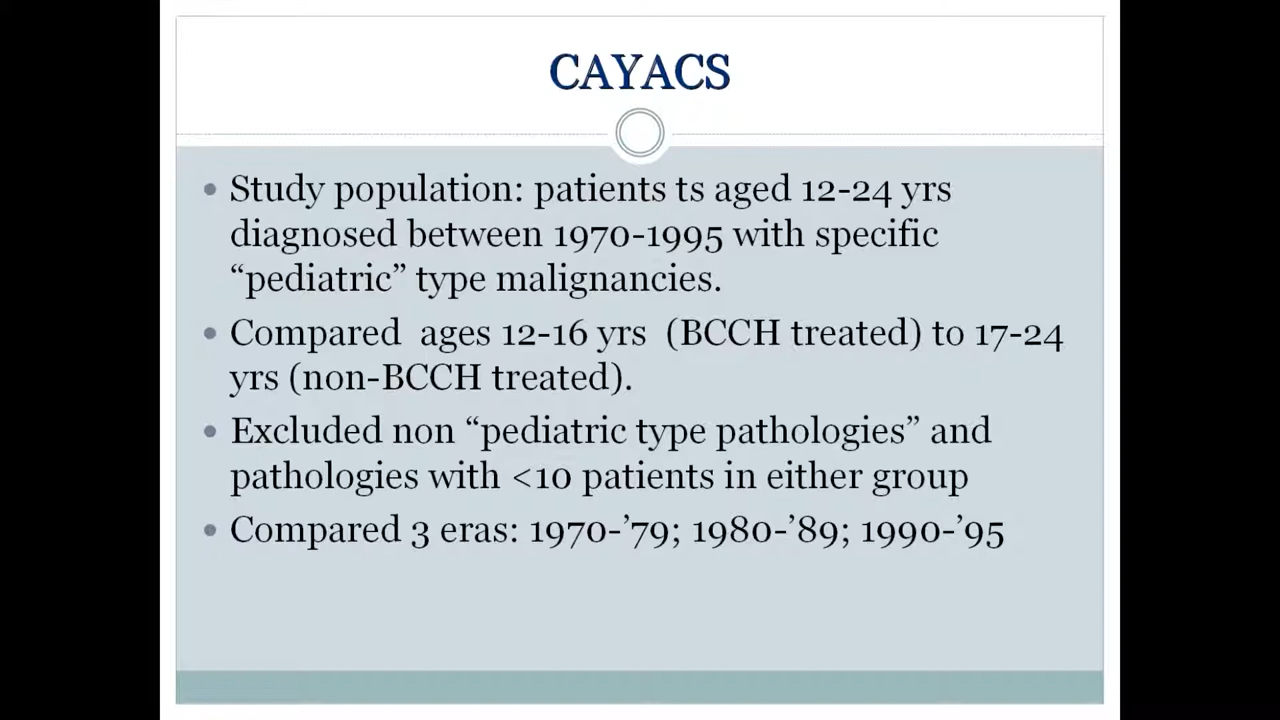 CAYACS
• Study population: patients ts aged 12-24 yrs
diagnosed between 1970-1995 with specific
“pediatric” type malignancies.
• Compared  ages 12-16 yrs  (BCCH treated) to 17-24
yrs (non-BCCH treated).
• Excluded non “pediatric type pathologies” and
pathologies with <10 patients in either group
• Compared 3 eras: 1970-’79; 1980-’89; 1990-’95